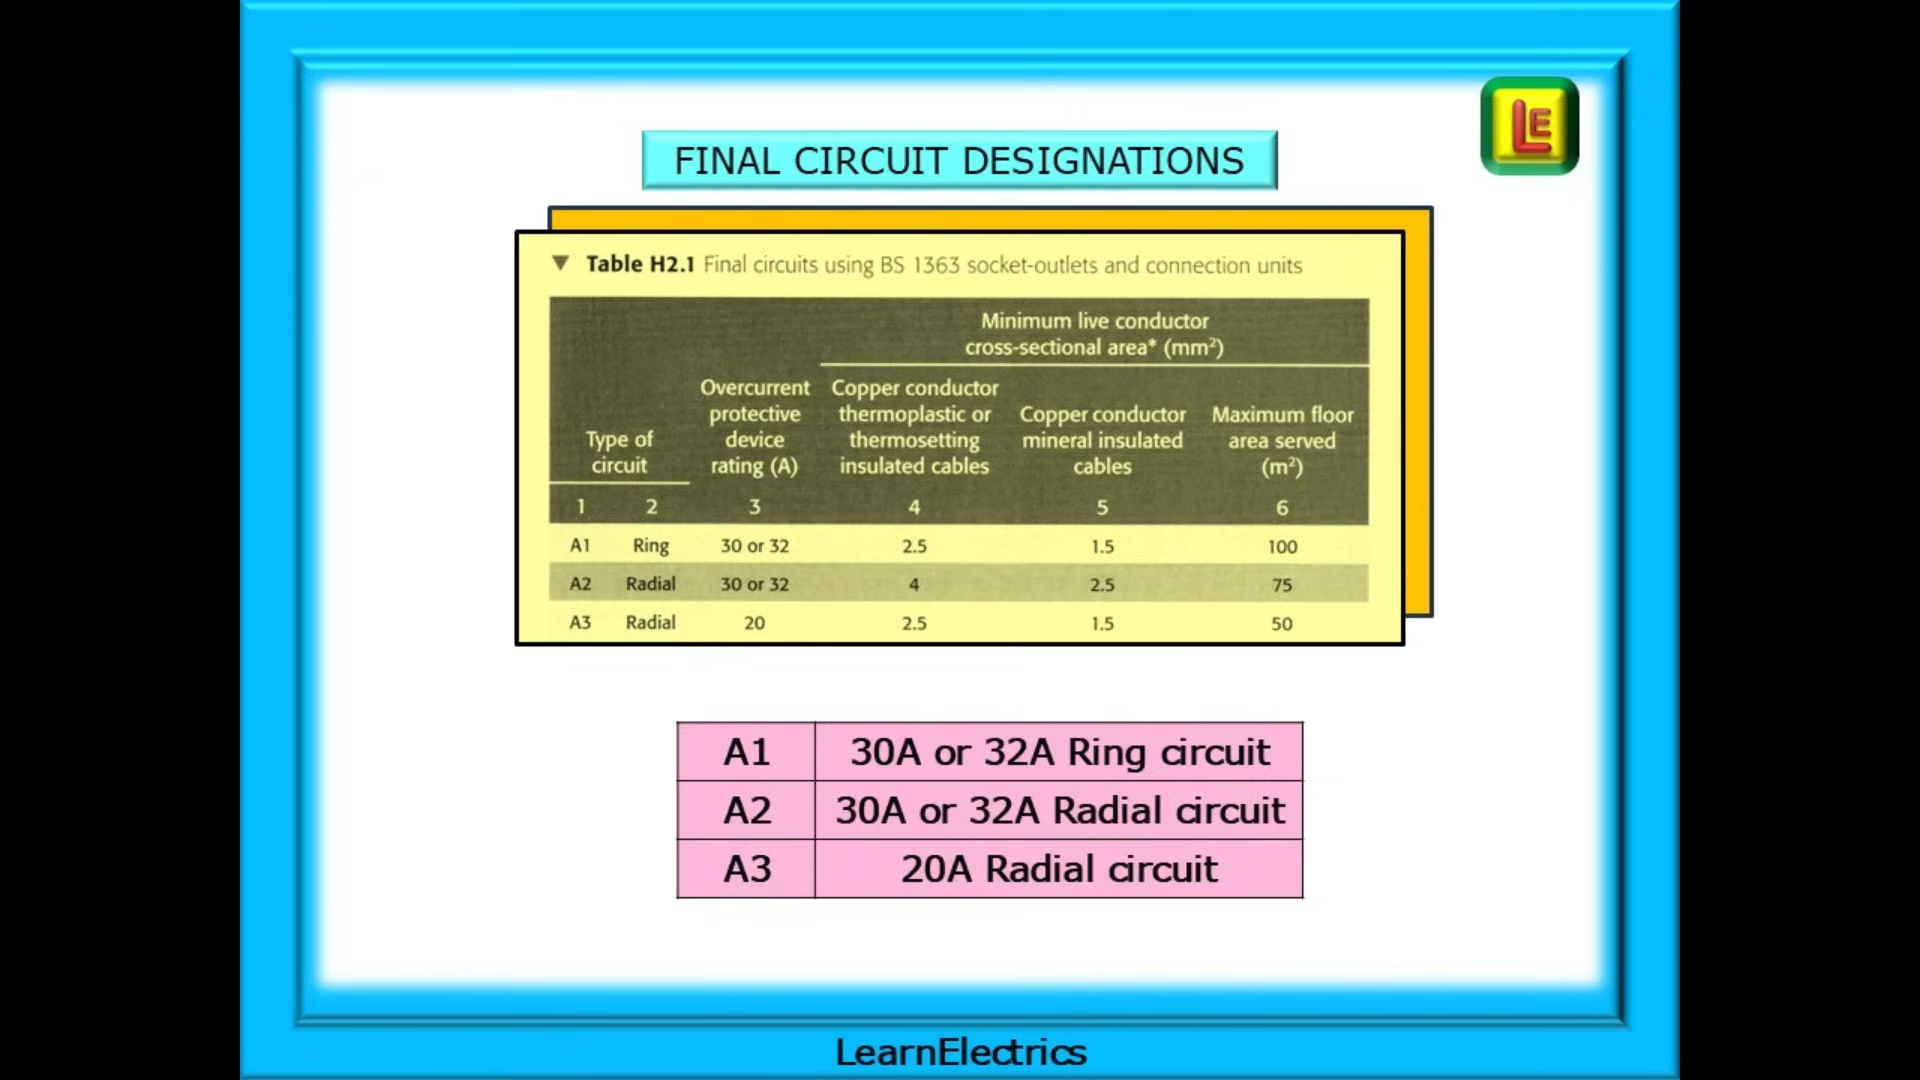 LE
FINAL CIRCUIT DESIGNATIONS
▼ Table H2.1 Final circuits using BS 1363 socket-outlets and connection units
Minimum live conductor
cross-sectional area* (mm²)
Type of
circuit
Overcurrent
protective
device
rating (A)
Copper conductor
thermoplastic or
thermosetting
insulated cables
Copper conductor
mineral insulated
cables
Maximum floor
area served
(m²)
1 2 3 4 5 6
A1 Ring 30 or 32 2.5 1.5 100
A2 Radial 30 or 32 4 2.5 75
A3 Radial 20 2.5 1.5 50
A1 30A or 32A Ring circuit
A2 30A or 32A Radial circuit
A3 20A Radial circuit
LearnElectrics